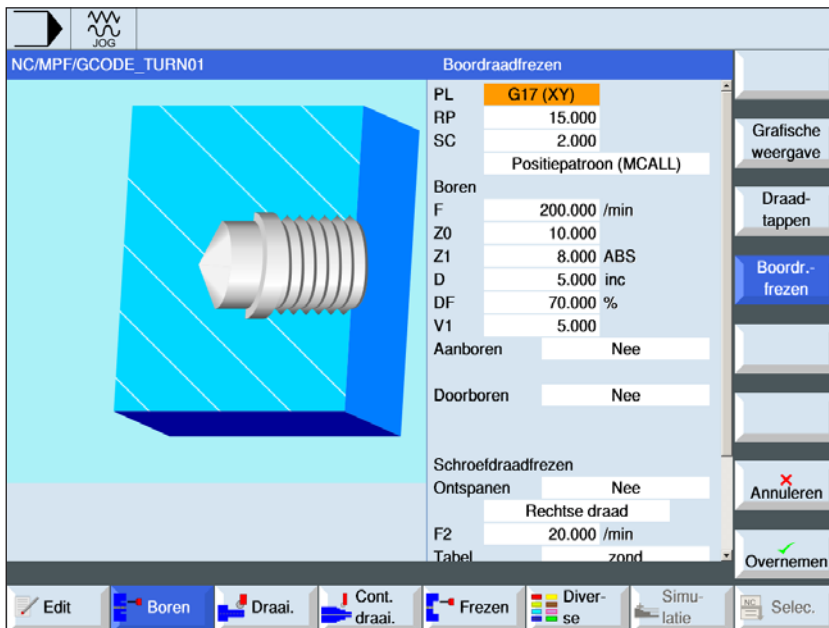 JOG
NC/MPF/GCODE_TURN01
Boordraadfrezen
PL G17 (XY)
RP 15.000
SC 2.000
Positiepatroon (MCALL)
Boren
F 200.000 /min
Z0 10.000
Z1 8.000 ABS
D 5.000 inc
DF 70.000 %
V1 5.000
Aanboren Nee
Doorboren Nee
Schroefdraadfrezen
Ontspanen Nee
Rechtse draad
F2 20.000 /min
Tabel zond
Grafische
weergave
Draad-
tappen
Boordr.-
frezen
Annuleren
Overnemen
Edit
Boren
Draai.
Cont.
draai.
Frezen
Diver-
se
Simu-
latie
NC
Selec.